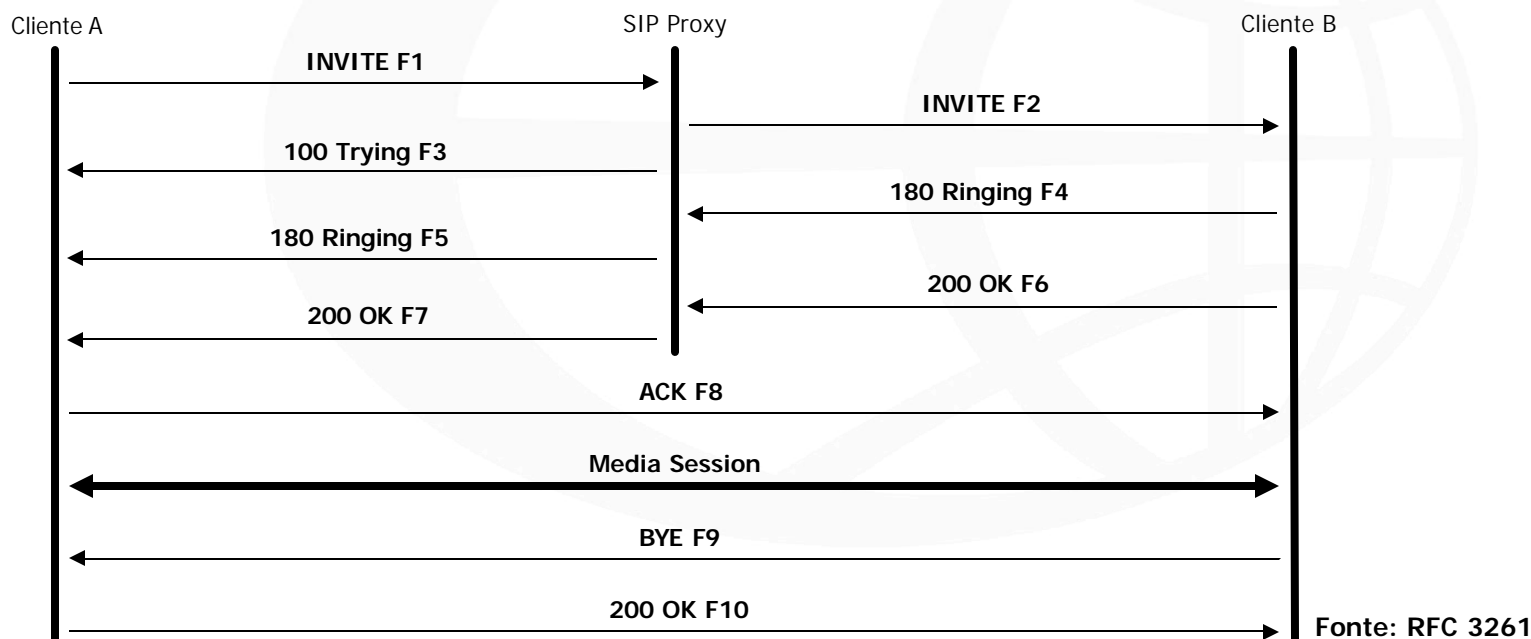 Cliente A
SIP Proxy
Cliente B
INVITE F1
INVITE F2
100 Trying F3
180 Ringing F4
180 Ringing F5
200 OK F6
200 OK F7
ACK F8
Media Session
BYE F9
200 OK F10
Fonte: RFC 3261